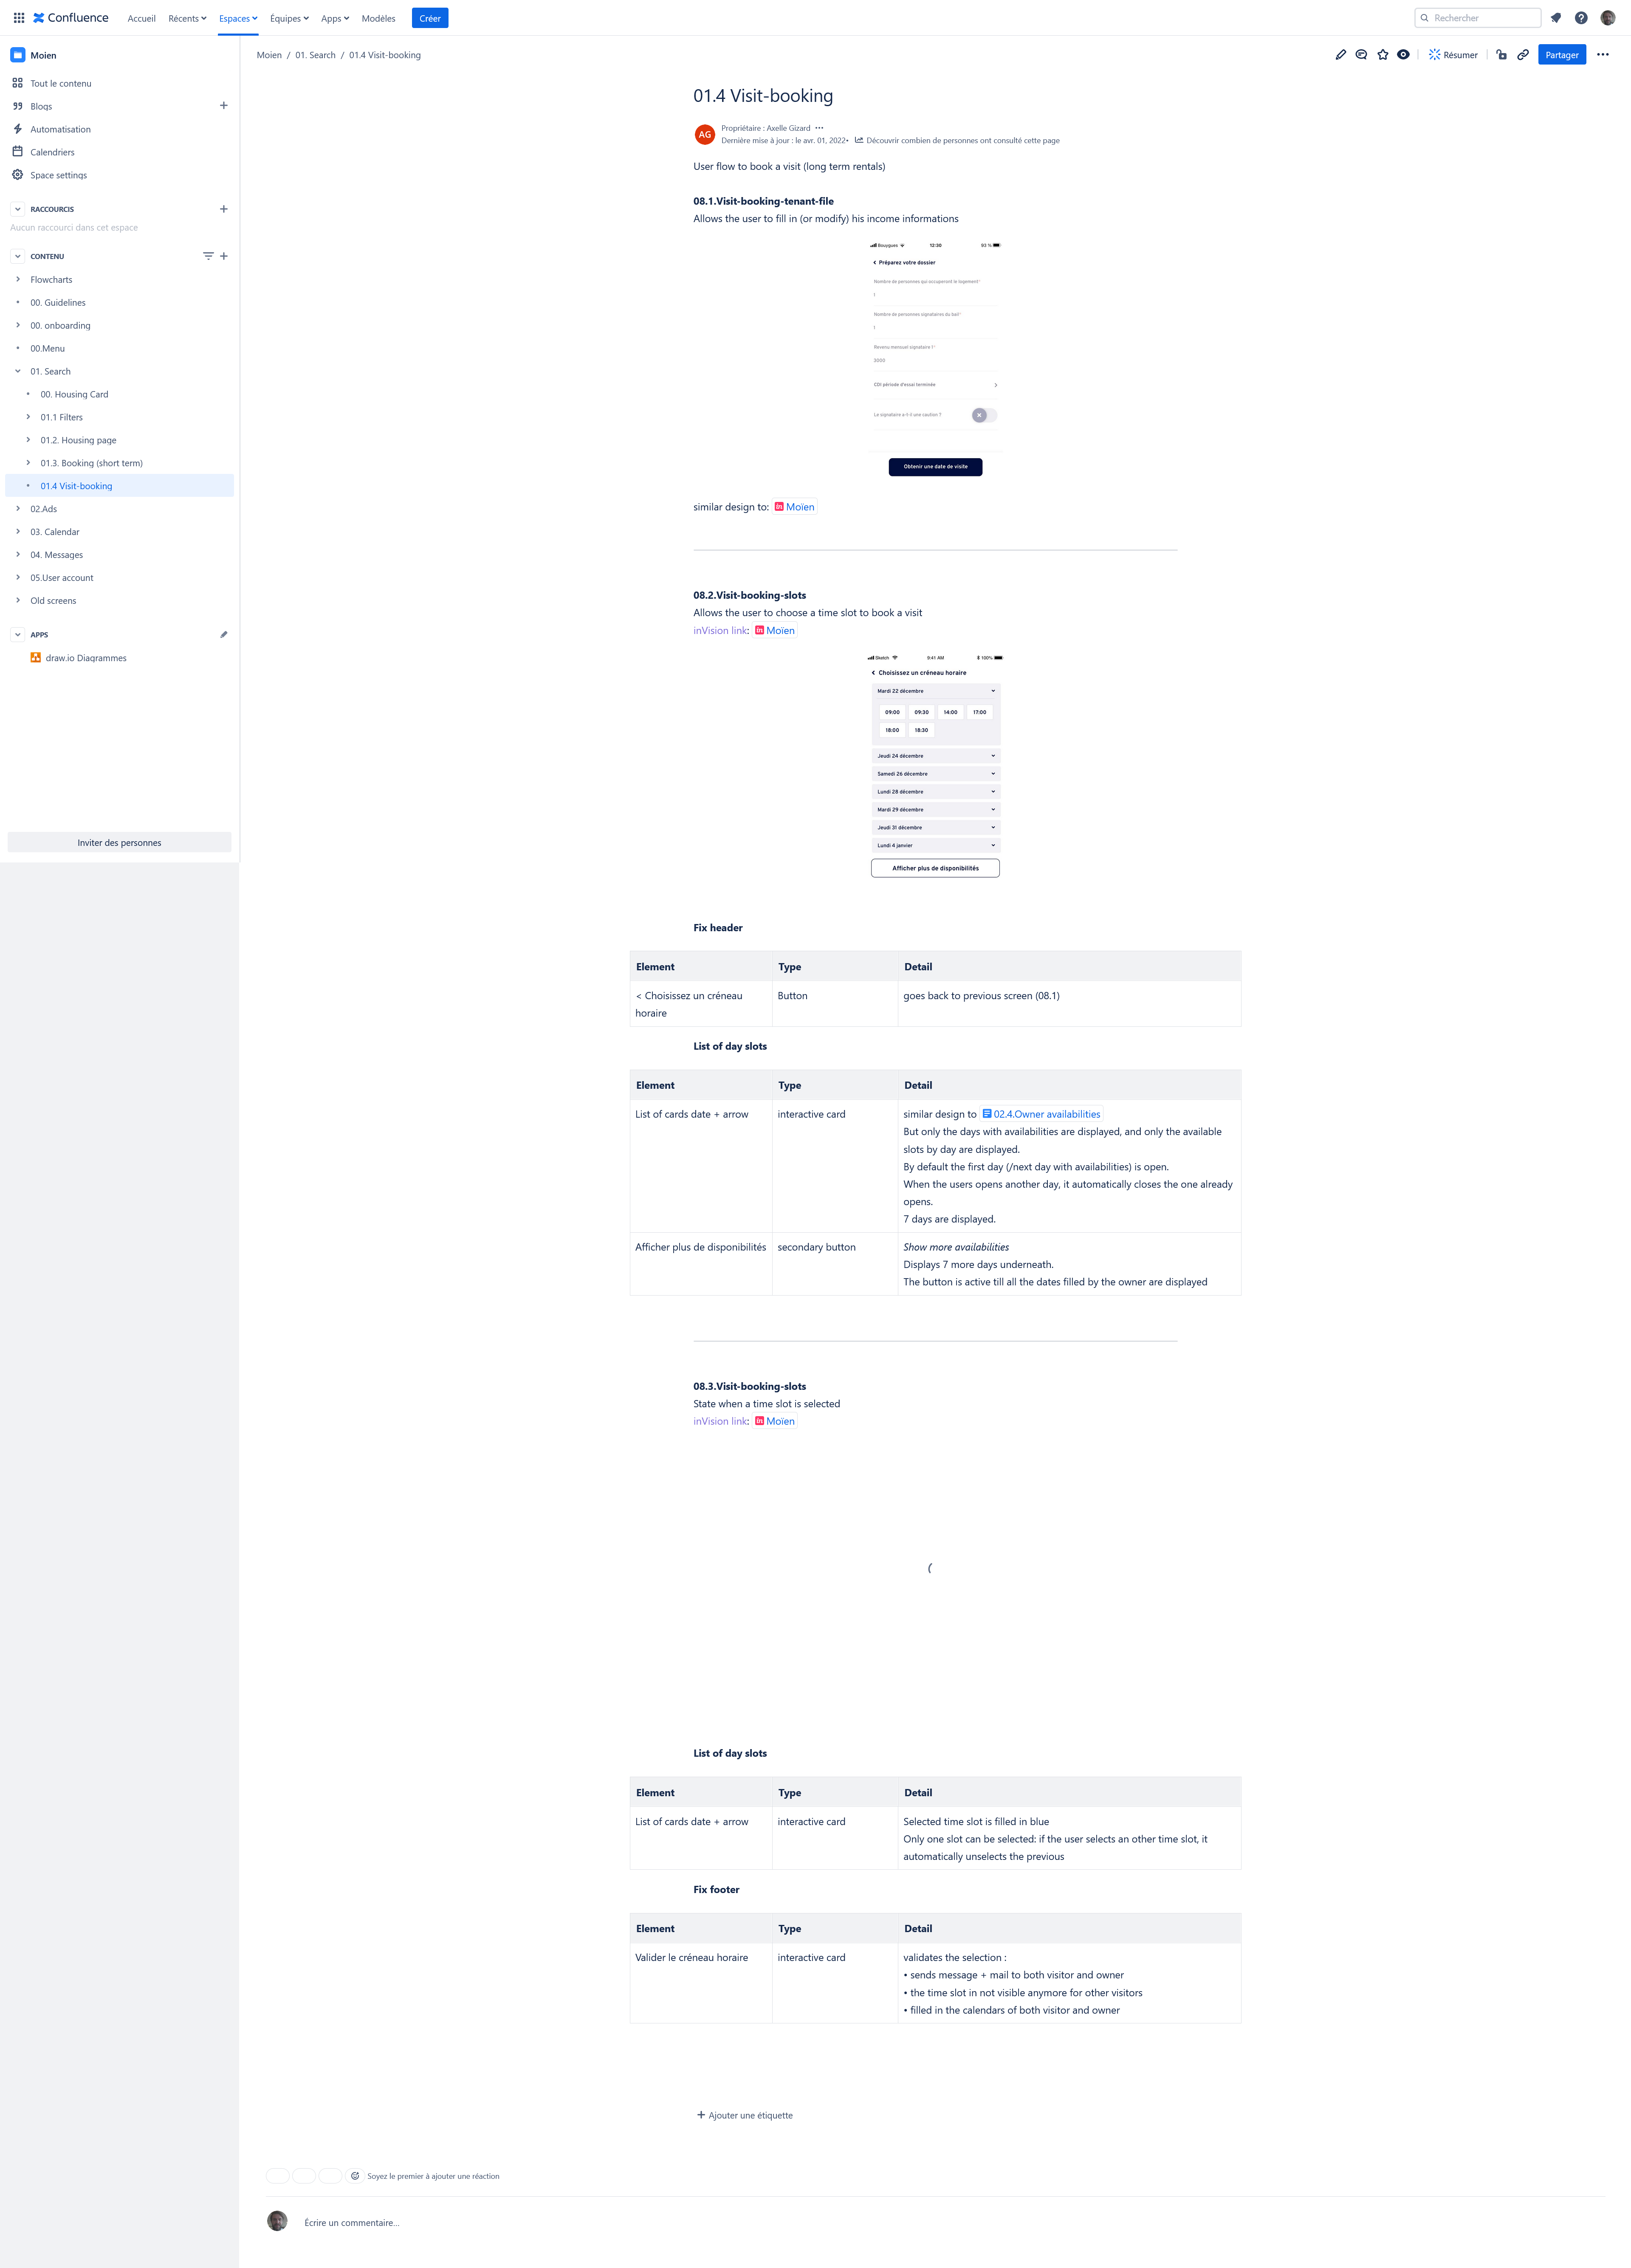 Confluence
Accueil
Récents
Espaces
Équipes
Apps
Modèles
Créer
Rechercher
Moien
Tout le contenu
Blogs
Automatisation
Calendriers
Space settings
RACCOURCIS
Aucun raccourci dans cet espace
CONTENU
Flowcharts
00. Guidelines
00. onboarding
00.Menu
01. Search
00. Housing Card
01.1 Filters
01.2. Housing page
01.3. Booking (short term)
01.4 Visit-booking
02.Ads
03. Calendar
04. Messages
05.User account
Old screens
APPS
draw.io Diagrammes
Inviter des personnes
Moien / 01. Search / 01.4 Visit-booking
Résumer
Partager
01.4 Visit-booking
AG
Propriétaire : Axelle Gizard
Dernière mise à jour : le avr. 01, 2022• Découvrir combien de personnes ont consulté cette page
User flow to book a visit (long term rentals)
08.1.Visit-booking-tenant-file
Allows the user to fill in (or modify) his income informations
Bouygues 12:30 93 %
Préparez votre dossier
Nombre de personnes qui occuperont le logement*
1
Nombre de personnes signataires du bail*
1
Revenu mensuel signataire 1*
3000
CDI période d'essai terminée
Le signataire a-t-il une caution ?
Obtenir une date de visite
similar design to: in Moïen
08.2.Visit-booking-slots
Allows the user to choose a time slot to book a visit
inVision link: in Moïen
Sketch 9:41 AM 100%
Choisissez un créneau horaire
Mardi 22 décembre
09:00 09:30 14:00 17:00
18:00 18:30
Jeudi 24 décembre
Samedi 26 décembre
Lundi 28 décembre
Mardi 29 décembre
Jeudi 31 décembre
Lundi 4 janvier
Afficher plus de disponibilités
Fix header
Element Type Detail
< Choisissez un créneau
horaire
Button
goes back to previous screen (08.1)
List of day slots
Element Type Detail
List of cards date + arrow
interactive card
similar design to 02.4.Owner availabilities
But only the days with availabilities are displayed, and only the available
slots by day are displayed.
By default the first day (/next day with availabilities) is open.
When the users opens another day, it automatically closes the one already
opens.
7 days are displayed.
Afficher plus de disponibilités
secondary button
Show more availabilities
Displays 7 more days underneath.
The button is active till all the dates filled by the owner are displayed
08.3.Visit-booking-slots
State when a time slot is selected
inVision link: in Moïen
List of day slots
Element Type Detail
List of cards date + arrow
interactive card
Selected time slot is filled in blue
Only one slot can be selected: if the user selects an other time slot, it
automatically unselects the previous
Fix footer
Element Type Detail
Valider le créneau horaire
interactive card
validates the selection :
• sends message + mail to both visitor and owner
• the time slot in not visible anymore for other visitors
• filled in the calendars of both visitor and owner
Ajouter une étiquette
Soyez le premier à ajouter une réaction
Écrire un commentaire…